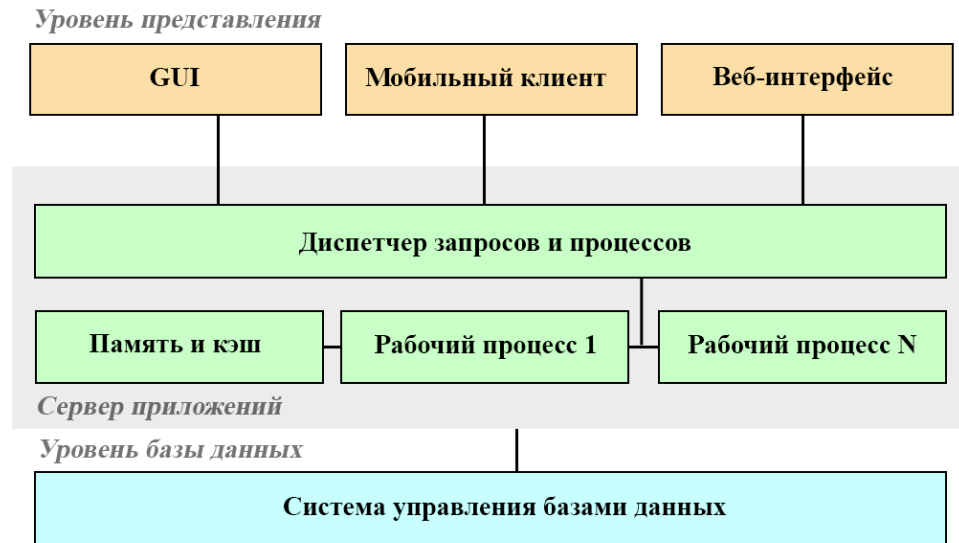 Уровень представления
GUI
Мобильный клиент
Веб-интерфейс
Диспетчер запросов и процессов
Память и кэш
Рабочий процесс 1
Рабочий процесс N
Сервер приложений
Уровень базы данных
Система управления базами данных